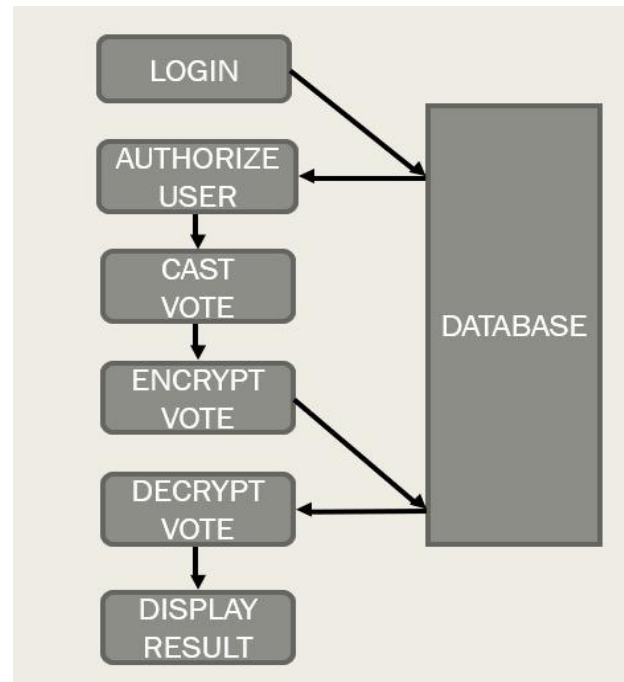 LOGIN
AUTHORIZE
USER
CAST
VOTE
DATABASE
ENCRYPT
VOTE
DECRYPT
VOTE
DISPLAY
RESULT